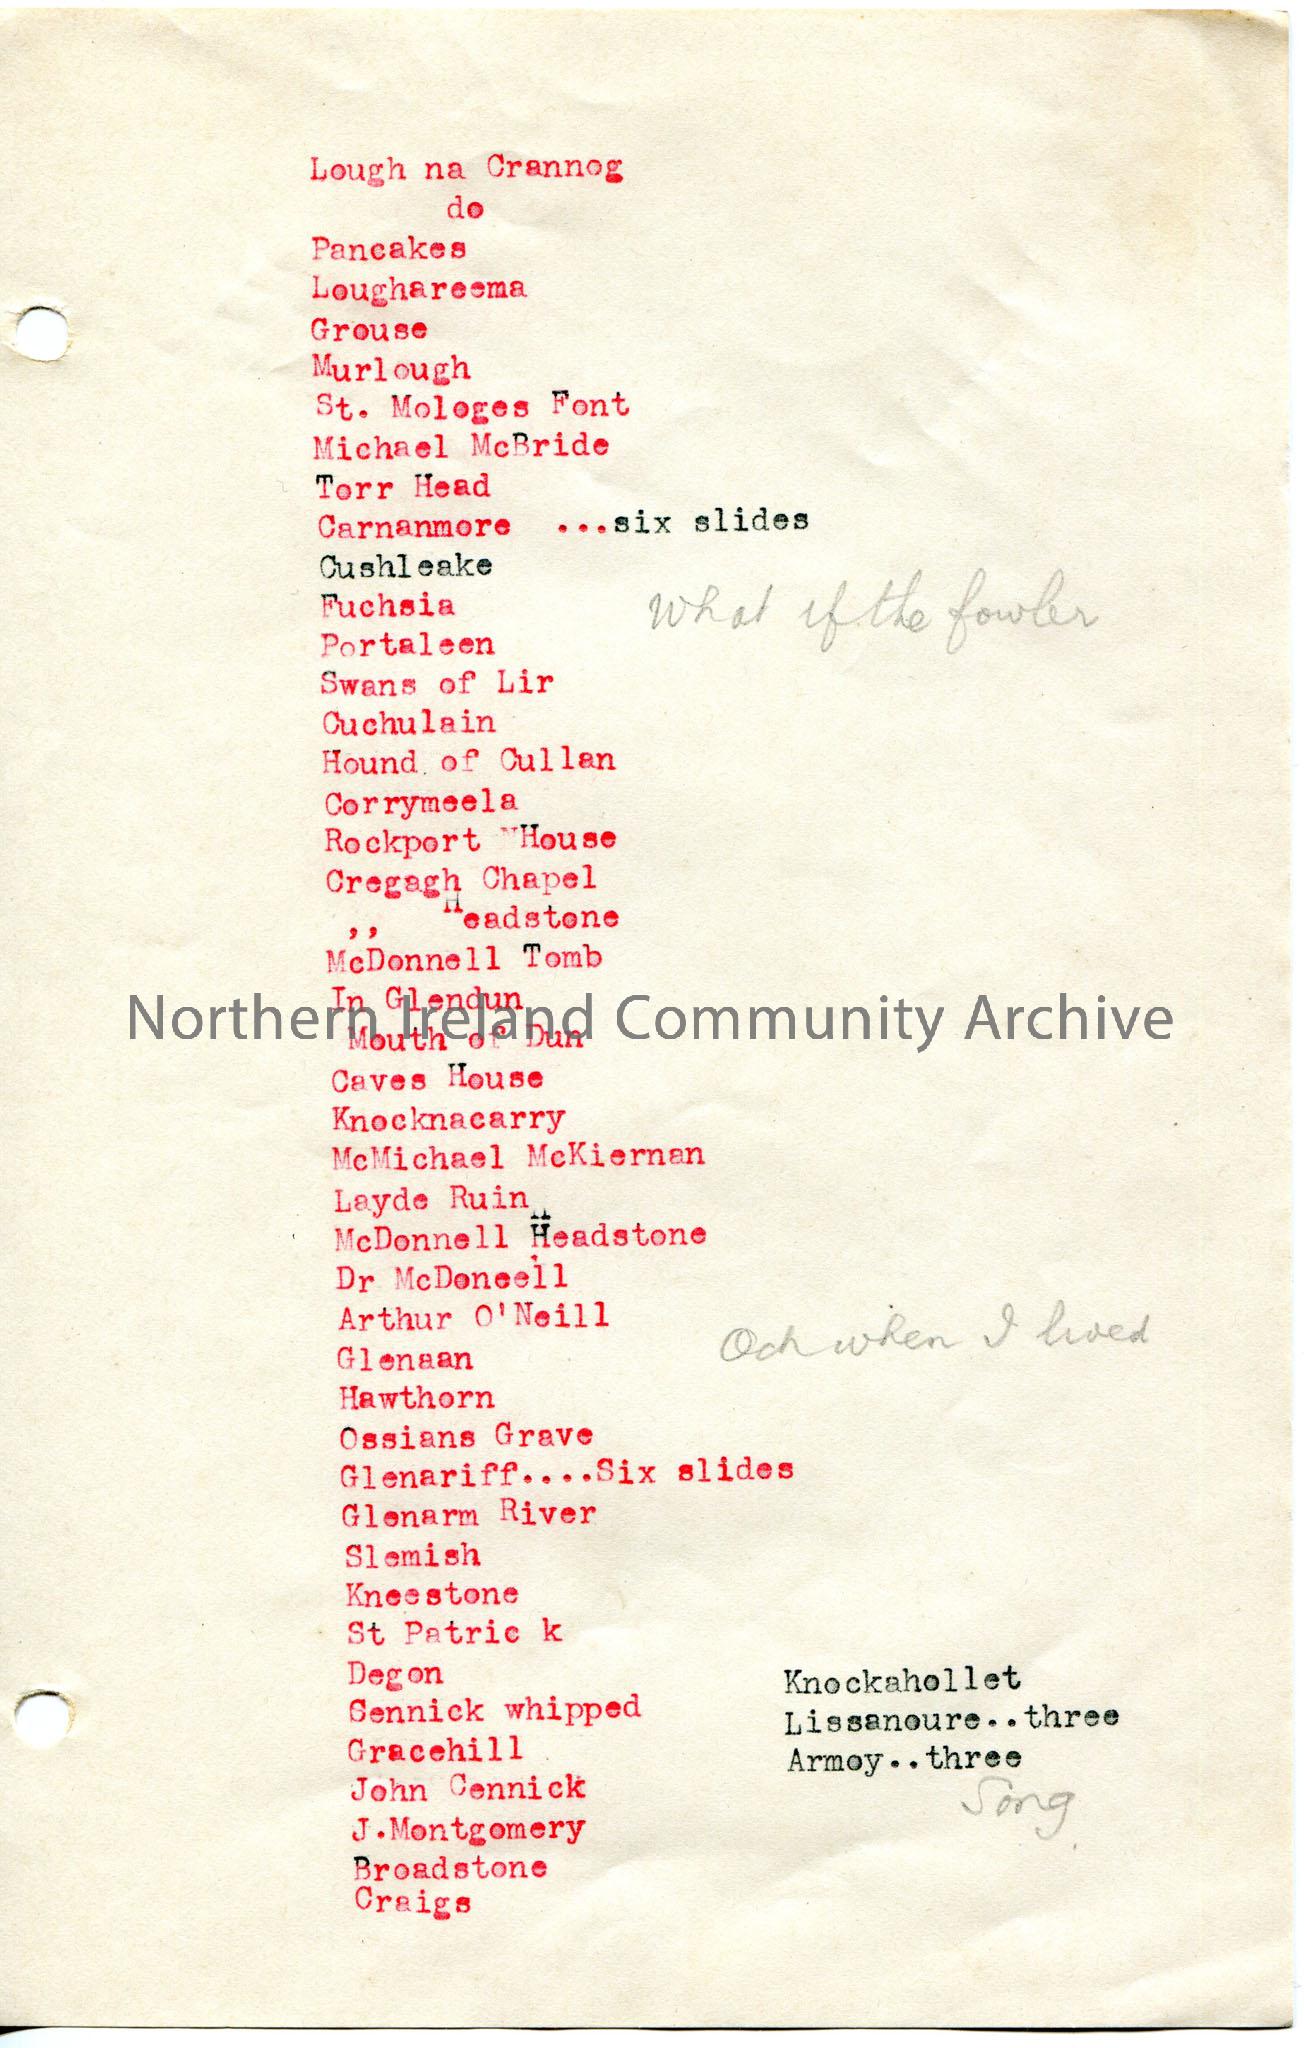 Lough na Crannog
do
Pancakes
Loughareema
Grouse
Murlough
St. Mologes Font
Michael McBride
Torr Head
Carnanmore ...six slides
Cushleake
Fuchsia
What if the fowler
Portaleen
Swans of Lir
Cuchulain
Hound of Cullan
Corrymeela
Rockport House
Cregagh Chapel
,, Headstone
McDonnell Tomb
In Glendun
Northern Ireland Community Archive
Mouth of Dun
Caves House
Knocknacarry
McMichael McKiernan
Layde Ruin
McDonnell Headstone
Dr McDoneell
Arthur O'Neill
Och when I lived
Glenaan
Hawthorn
Ossians Grave
Glenariff....Six slides
Glenarm River
Slemish
Kneestone
St Patric k
Degon
Sennick whipped
Gracehill
John Cennick
J.Montgomery
Broadstone
Craigs
Knockahollet
Lissanoure..three
Armoy..three
Song